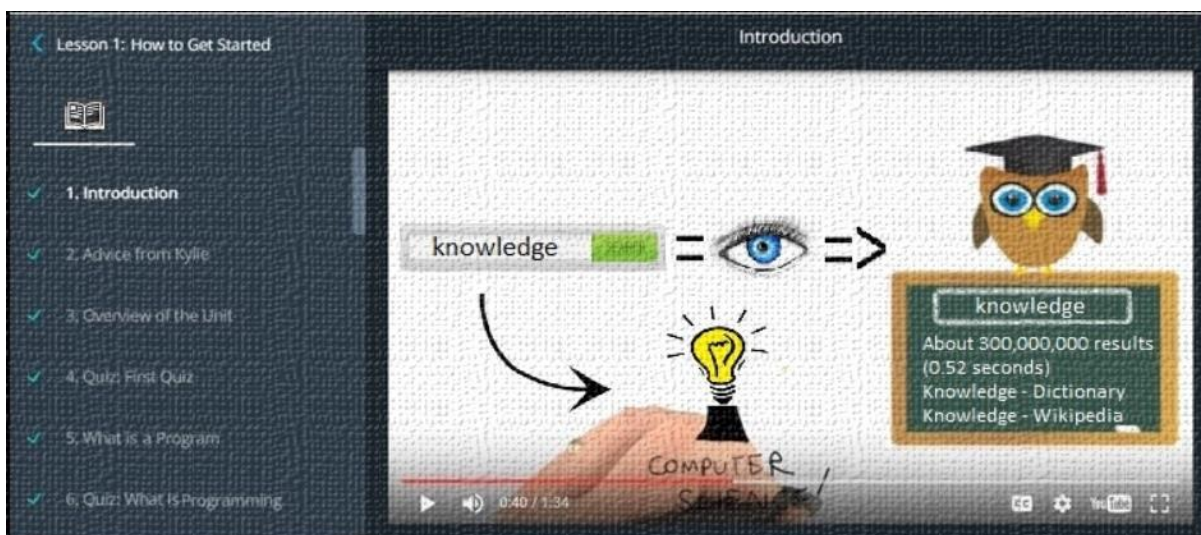 Lesson 1: How to Get Started
1. Introduction
2. Advice from Kylie
3. Overview of the Unit
4. Quiz: First Quiz
5. What is a Program
6. Quiz: What Is Programming
Introduction
knowledge
knowledge
About 300,000,000 results
(0.52 seconds)
Knowledge - Dictionary
Knowledge - Wikipedia
COMPUTER
0:40 / 1:34
CC
YouTube